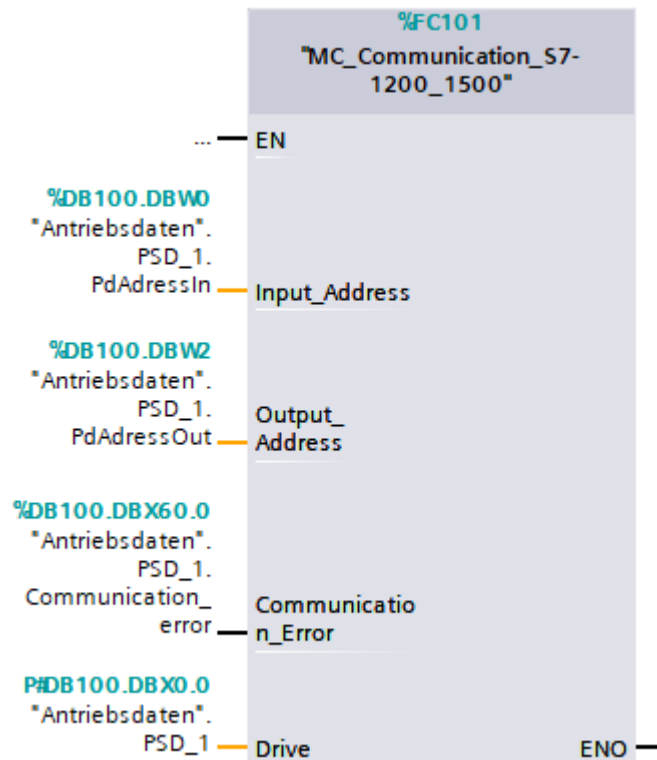 %FC101
"MC_Communication_S7-
1200_1500"
... EN
%DB100.DBW0
"Antriebsdaten".
PSD_1.
PdAdressIn Input_Address
%DB100.DBW2
"Antriebsdaten".
PSD_1.
PdAdressOut
Output_
Address
%DB100.DBX60.0
"Antriebsdaten".
PSD_1.
Communication_
error
Communicatio
n_Error
P#DB100.DBX0.0
"Antriebsdaten".
PSD_1 Drive ENO